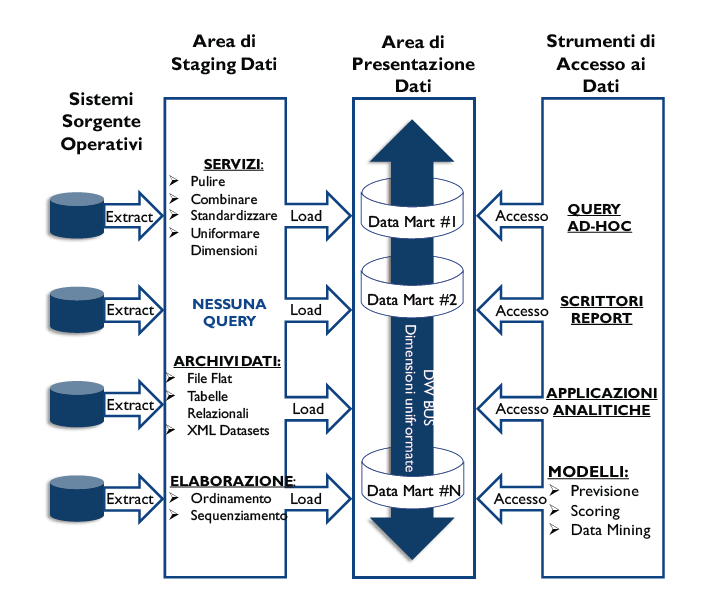 Sistemi
Sorgente
Operativi
Extract
Extract
Extract
Extract
Area di
Staging Dati
SERVIZI:
Pulire
Combinare
Standardizzare
Uniformare
Dimensioni
NESSUNA
QUERY
ARCHIVI DATI:
File Flat
Tabelle
Relazionali
XML Datasets
ELABORAZIONE:
Ordinamento
Sequenziamento
Load
Load
Load
Load
Area di
Presentazione
Dati
Data Mart #1
Data Mart #2
DW BUS
Dimensioni unifrormate
Data Mart #N
Accesso
Accesso
Accesso
Accesso
Strumenti di
Accesso ai
Dati
QUERY
AD-HOC
SCRITTORI
REPORT
APPLICAZIONI
ANALITICHE
MODELLI:
Previsione
Scoring
Data Mining